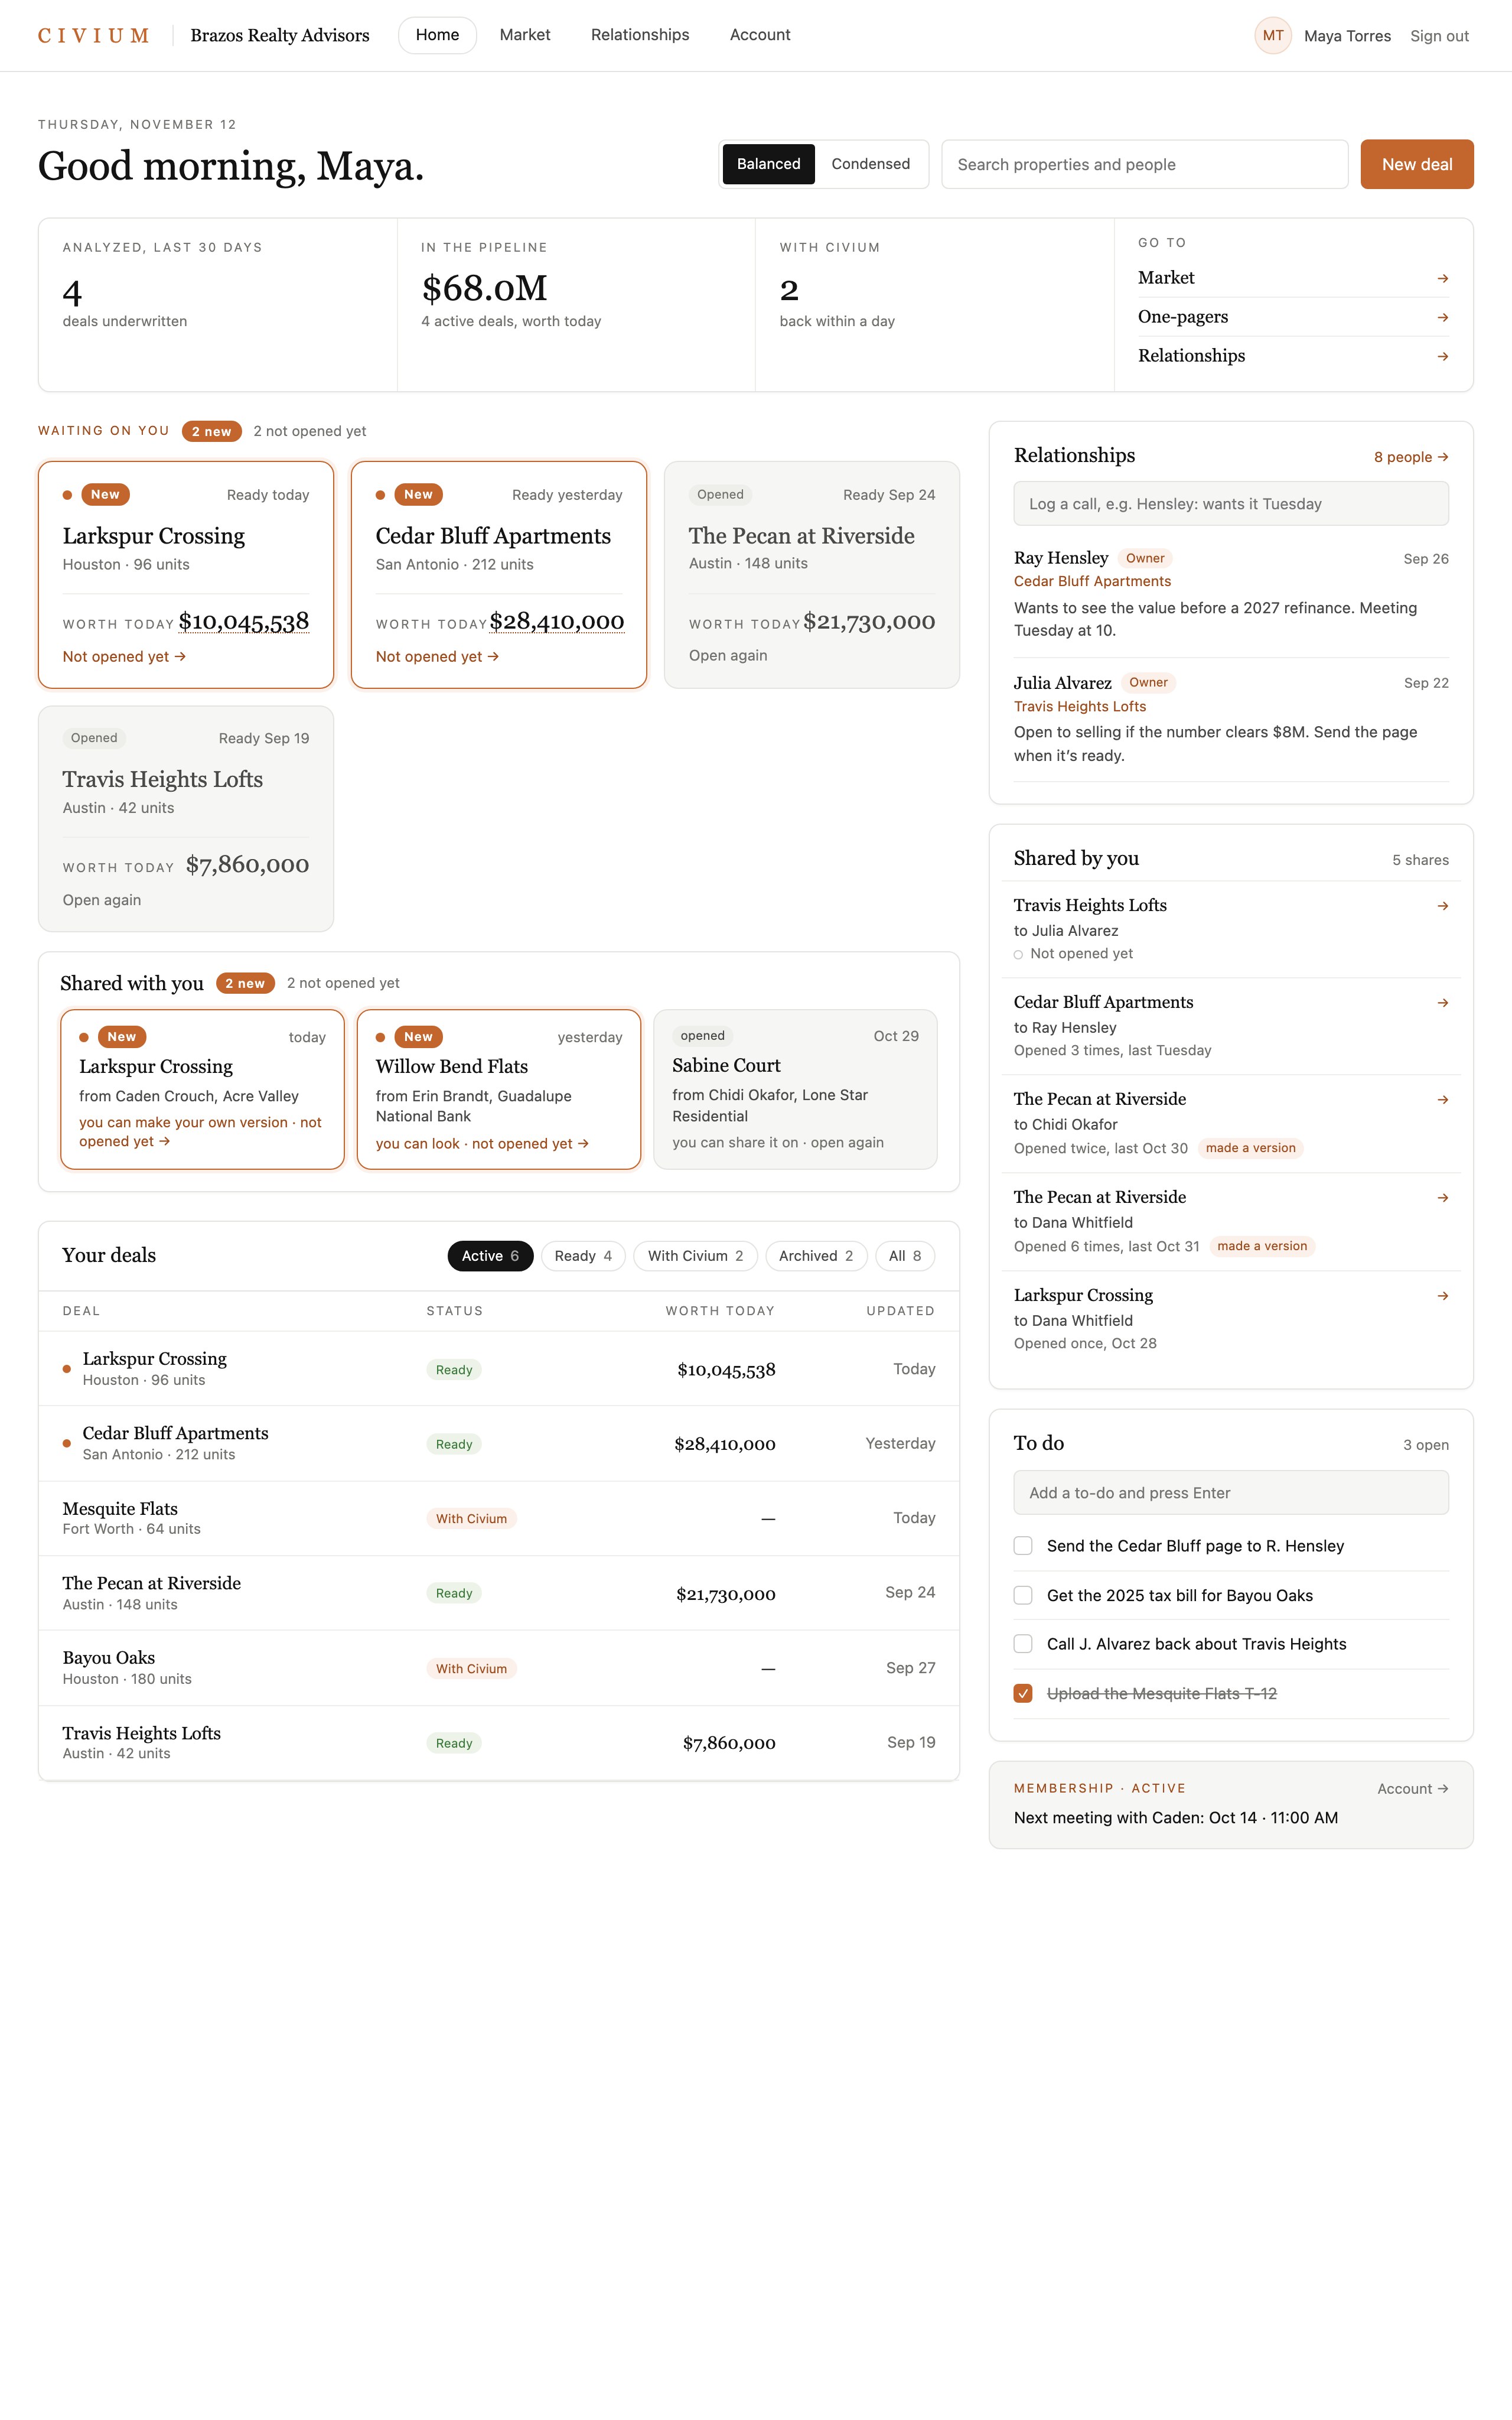 CIVIUM
Brazos Realty Advisors
Home
Market
Relationships
Account
MT
Maya Torres
Sign out
THURSDAY, NOVEMBER 12
Good morning, Maya.
Balanced
Condensed
Search properties and people
New deal
ANALYZED, LAST 30 DAYS
4
deals underwritten
IN THE PIPELINE
$68.0M
4 active deals, worth today
WITH CIVIUM
2
back within a day
GO TO
Market →
One-pagers →
Relationships →
WAITING ON YOU 2 new 2 not opened yet
New Ready today
Larkspur Crossing
Houston · 96 units
WORTH TODAY $10,045,538
Not opened yet →
New Ready yesterday
Cedar Bluff Apartments
San Antonio · 212 units
WORTH TODAY $28,410,000
Not opened yet →
Opened Ready Sep 24
The Pecan at Riverside
Austin · 148 units
WORTH TODAY $21,730,000
Open again
Opened Ready Sep 19
Travis Heights Lofts
Austin · 42 units
WORTH TODAY $7,860,000
Open again
Shared with you 2 new 2 not opened yet
New today
Larkspur Crossing
from Caden Crouch, Acre Valley
you can make your own version · not
opened yet →
New yesterday
Willow Bend Flats
from Erin Brandt, Guadalupe
National Bank
you can look · not opened yet →
opened Oct 29
Sabine Court
from Chidi Okafor, Lone Star
Residential
you can share it on · open again
Your deals
Active 6
Ready 4
With Civium 2
Archived 2
All 8
DEAL STATUS WORTH TODAY UPDATED
Larkspur Crossing
Houston · 96 units
Ready $10,045,538 Today
Cedar Bluff Apartments
San Antonio · 212 units
Ready $28,410,000 Yesterday
Mesquite Flats
Fort Worth · 64 units
With Civium — Today
The Pecan at Riverside
Austin · 148 units
Ready $21,730,000 Sep 24
Bayou Oaks
Houston · 180 units
With Civium — Sep 27
Travis Heights Lofts
Austin · 42 units
Ready $7,860,000 Sep 19
Relationships 8 people →
Log a call, e.g. Hensley: wants it Tuesday
Ray Hensley Owner Sep 26
Cedar Bluff Apartments
Wants to see the value before a 2027 refinance. Meeting
Tuesday at 10.
Julia Alvarez Owner Sep 22
Travis Heights Lofts
Open to selling if the number clears $8M. Send the page
when it’s ready.
Shared by you 5 shares
Travis Heights Lofts →
to Julia Alvarez
Not opened yet
Cedar Bluff Apartments →
to Ray Hensley
Opened 3 times, last Tuesday
The Pecan at Riverside →
to Chidi Okafor
Opened twice, last Oct 30 made a version
The Pecan at Riverside →
to Dana Whitfield
Opened 6 times, last Oct 31 made a version
Larkspur Crossing →
to Dana Whitfield
Opened once, Oct 28
To do 3 open
Add a to-do and press Enter
Send the Cedar Bluff page to R. Hensley
Get the 2025 tax bill for Bayou Oaks
Call J. Alvarez back about Travis Heights
Upload the Mesquite Flats T-12
MEMBERSHIP · ACTIVE Account →
Next meeting with Caden: Oct 14 · 11:00 AM